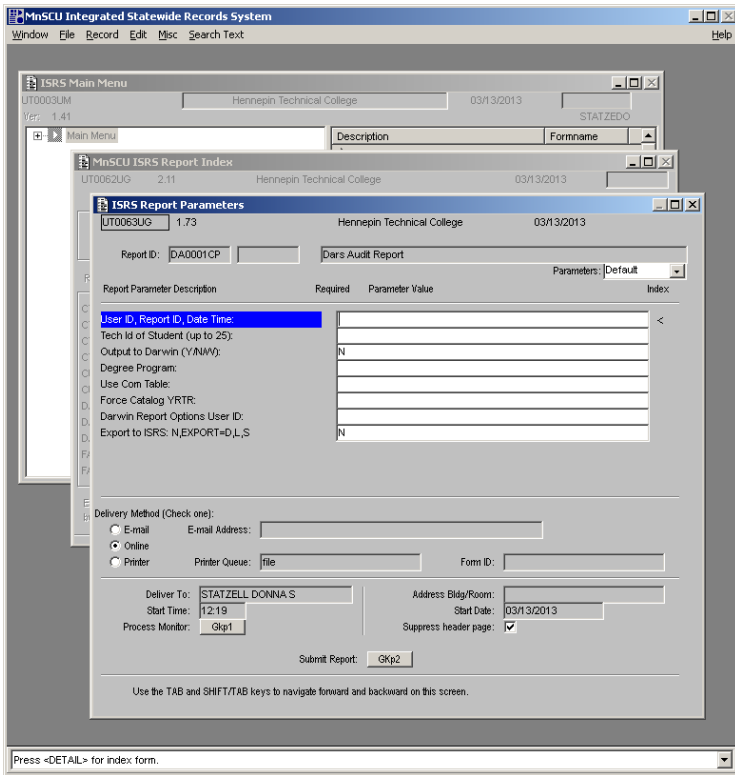 MnSCU Integrated Statewide Records System
Window File Record Edit Misc Search Text Help
ISRS Main Menu
UT0003UM Hennepin Technical College 03/13/2013
Ver: 1.41 STATZEDO
Main Menu Description Formname
MnSCU ISRS Report Index
UT0062UG 2.11 Hennepin Technical College 03/13/2013
ISRS Report Parameters
UT0063UG 1.73 Hennepin Technical College 03/13/2013
Report ID: DA0001CP Dars Audit Report
Parameters: Default
Report Parameter Description Required Parameter Value Index
User ID, Report ID, Date Time: <
Tech Id of Student (up to 25):
Output to Darwin (Y/N/W): N
Degree Program:
Use Com Table:
Force Catalog YRTR:
Darwin Report Options User ID:
Export to ISRS: N,EXPORT=D,L,S N
Delivery Method (Check one):
E-mail E-mail Address:
Online
Printer Printer Queue: file Form ID:
Deliver To: STATZELL DONNA S Address Bldg/Room:
Start Time: 12:19 Start Date: 03/13/2013
Process Monitor: Gkp1 Suppress header page:
Submit Report: GKp2
Use the TAB and SHIFT/TAB keys to navigate forward and backward on this screen.
Press <DETAIL> for index form.